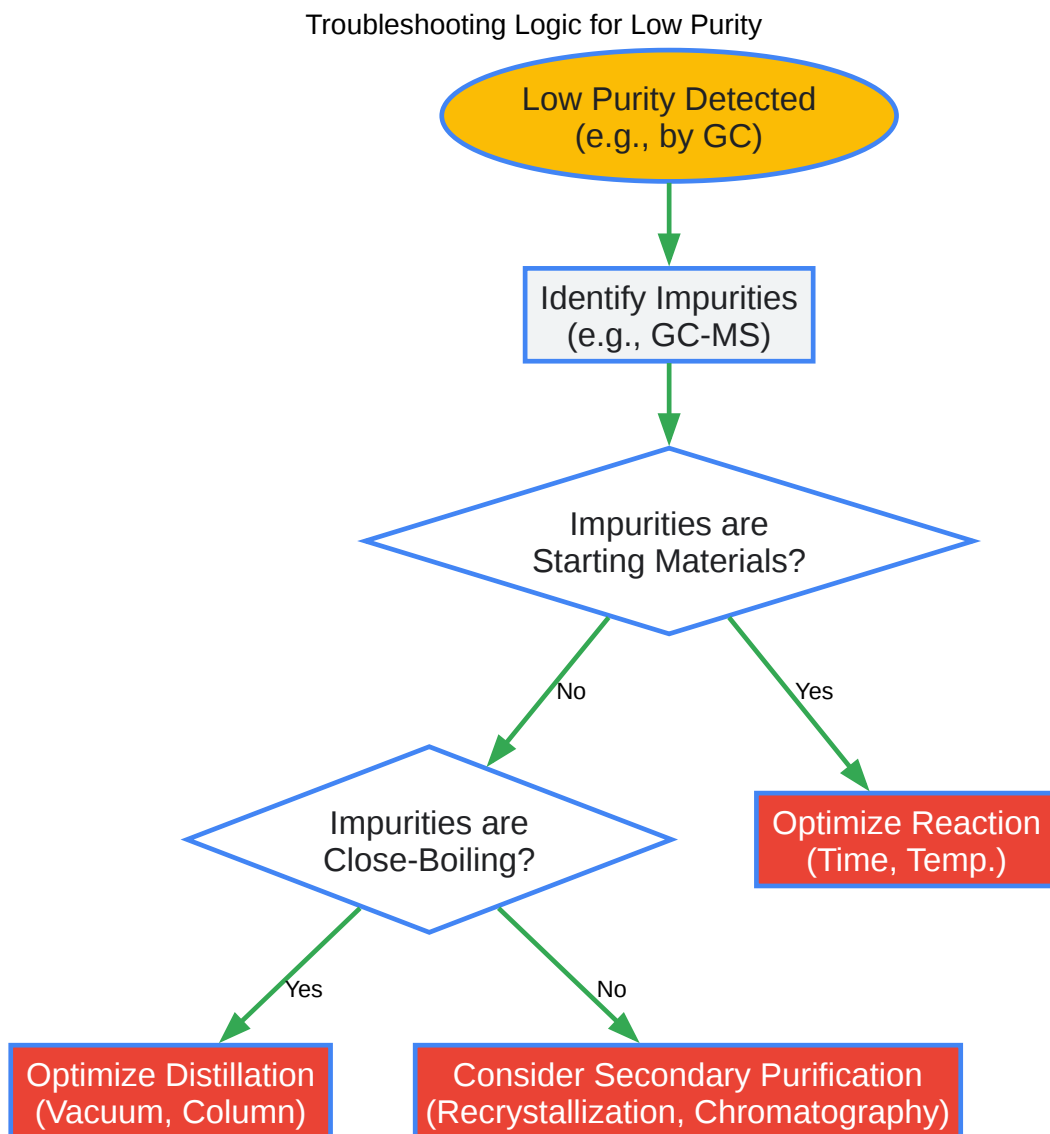 Troubleshooting Logic for Low Purity
Low Purity Detected
(e.g., by GC)
Identify Impurities
(e.g., GC-MS)
Impurities are
Starting Materials?
No
Yes
Impurities are
Close-Boiling?
Optimize Reaction
(Time, Temp.)
Yes
No
Optimize Distillation
(Vacuum, Column)
Consider Secondary Purification
(Recrystallization, Chromatography)